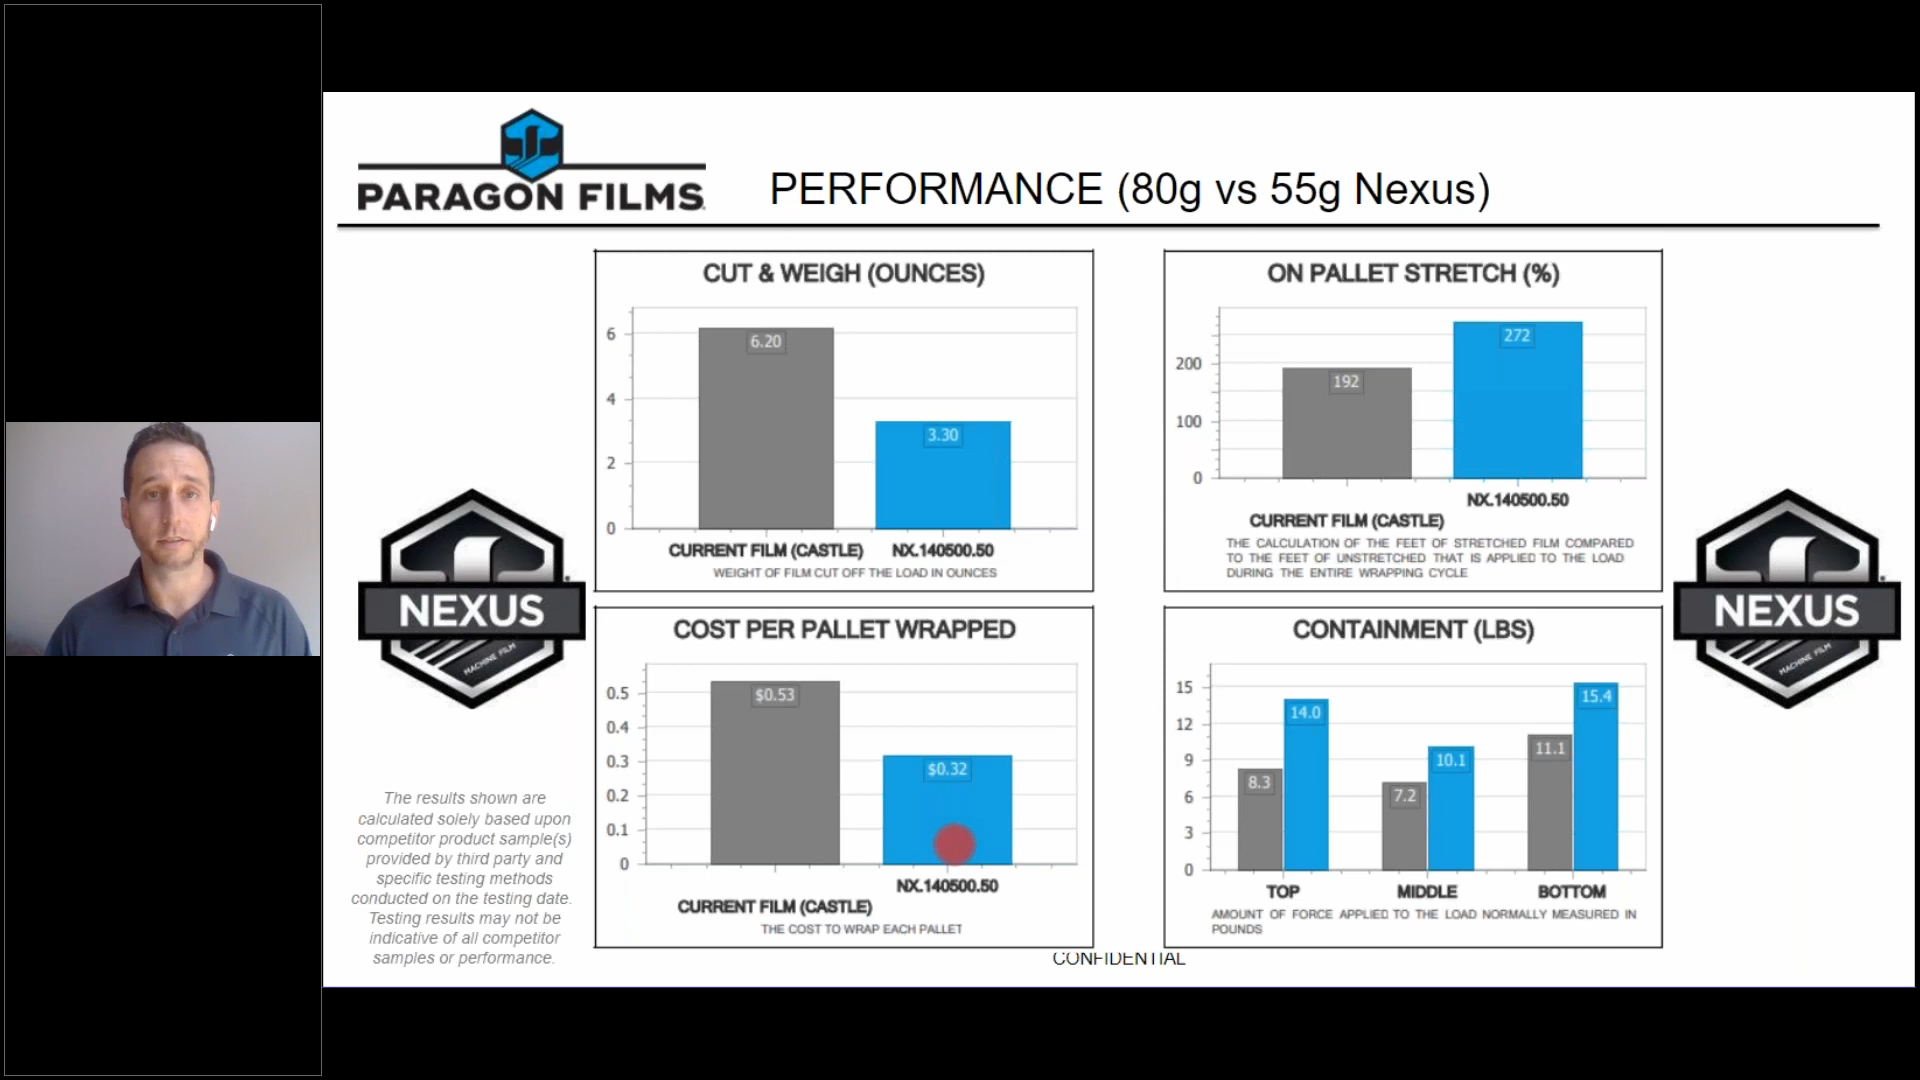 PARAGON FILMS
PERFORMANCE (80g vs 55g Nexus)
CUT & WEIGH (OUNCES)
6
4
2
0
6.20
3.30
CURRENT FILM (CASTLE)
NX.140500.50
WEIGHT OF FILM CUT OFF THE LOAD IN OUNCES
ON PALLET STRETCH (%)
200
100
0
192
272
NX.140500.50
CURRENT FILM (CASTLE)
THE CALCULATION OF THE FEET OF STRETCHED FILM COMPARED
TO THE FEET OF UNSTRETCHED THAT IS APPLIED TO THE LOAD
DURING THE ENTIRE WRAPPING CYCLE
NEXUS
MACHINE FILM
NEXUS
MACHINE FILM
COST PER PALLET WRAPPED
0.5
0.4
0.3
0.2
0.1
0
$0.53
$0.32
NX.140500.50
CURRENT FILM (CASTLE)
THE COST TO WRAP EACH PALLET
CONTAINMENT (LBS)
15
12
9
6
3
0
8.3
14.0
7.2
10.1
11.1
15.4
TOP
MIDDLE
BOTTOM
AMOUNT OF FORCE APPLIED TO THE LOAD NORMALLY MEASURED IN
POUNDS
The results shown are
calculated solely based upon
competitor product sample(s)
provided by third party and
specific testing methods
conducted on the testing date.
Testing results may not be
indicative of all competitor
samples or performance.
CONFIDENTIAL